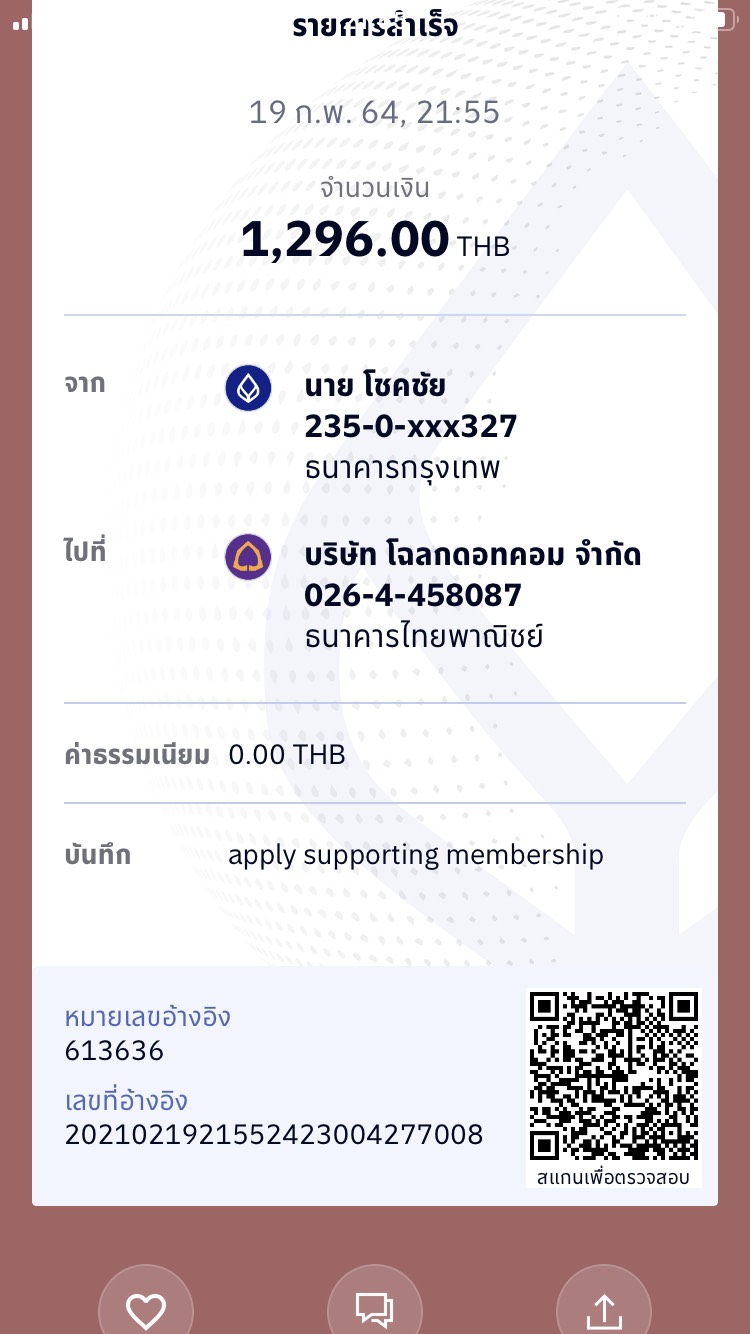 รายการสำเร็จ
19 ก.พ. 64, 21:55
จำนวนเงิน
1,296.00 THB
จาก
นาย โชคชัย
235-0-xxx327
ธนาคารกรุงเทพ
ไปที่
บริษัท โฉลกดอทคอม จำกัด
026-4-458087
ธนาคารไทยพาณิชย์
ค่าธรรมเนียม 0.00 THB
บันทึก apply supporting membership
หมายเลขอ้างอิง
613636
เลขที่อ้างอิง
2021021921552423004277008
สแกนเพื่อตรวจสอบ